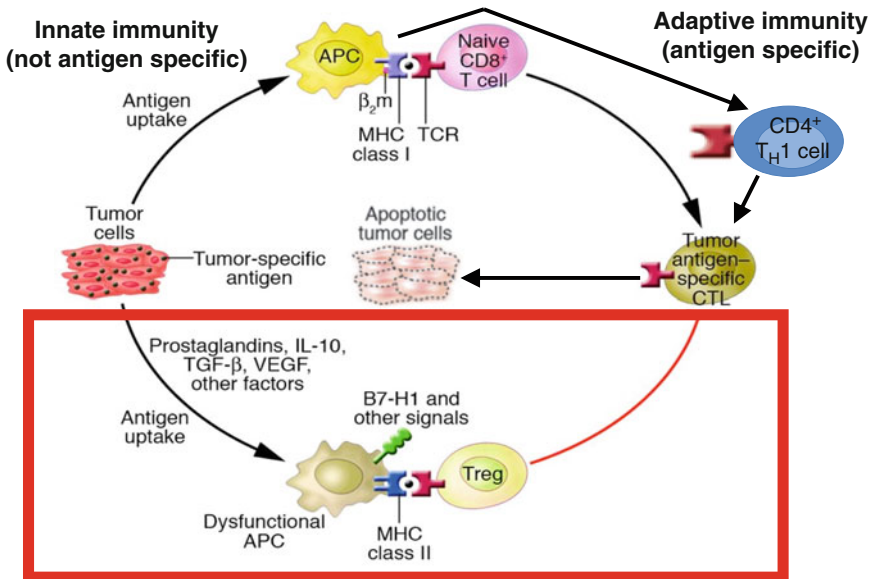 Innate immunity
(not antigen specific)
Adaptive immunity
(antigen specific)
APC
Naive
CD8⁺
T cell
β₂m
MHC
class I
TCR
Antigen
uptake
CD4⁺
T_H1 cell
Tumor
cells
Tumor-specific
antigen
Apoptotic
tumor cells
Tumor
antigen–
specific
CTL
Prostaglandins, IL-10,
TGF-β, VEGF,
other factors
Antigen
uptake
B7-H1 and
other signals
Treg
Dysfunctional
APC
MHC
class II